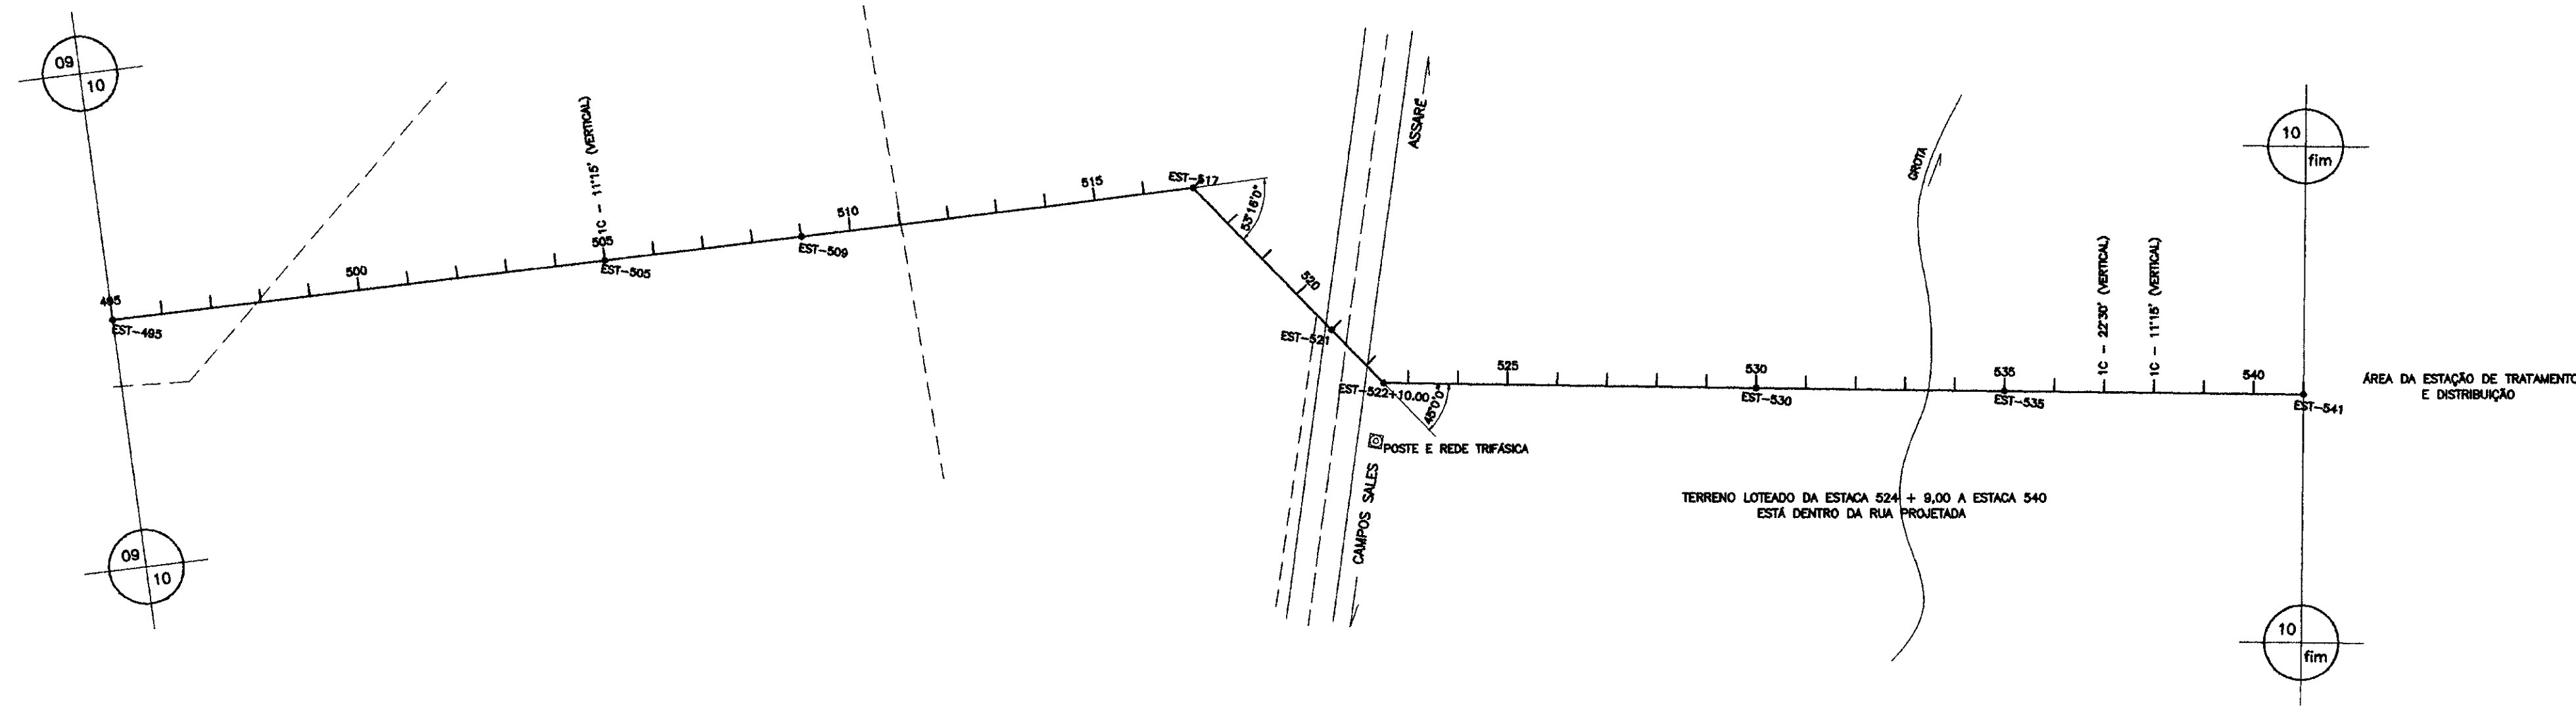 09
10
09
10
495
EST-495
500
1C - 11°15' (VERTICAL)
505
EST-505
EST-509
510
515
EST-517
53°16'0"
520
EST-521
ASSARÉ
CAMPOS SALES
EST-522+10.00
45°0'0"
POSTE E REDE TRIFÁSICA
525
530
EST-530
GROTA
535
EST-535
TERRENO LOTEADO DA ESTACA 524 + 9,00 A ESTACA 540
ESTÁ DENTRO DA RUA PROJETADA
1C - 22°30' (VERTICAL)
1C - 11°15' (VERTICAL)
540
EST-541
10
fim
10
fim
ÁREA DA ESTAÇÃO DE TRATAMENTO
E DISTRIBUIÇÃO